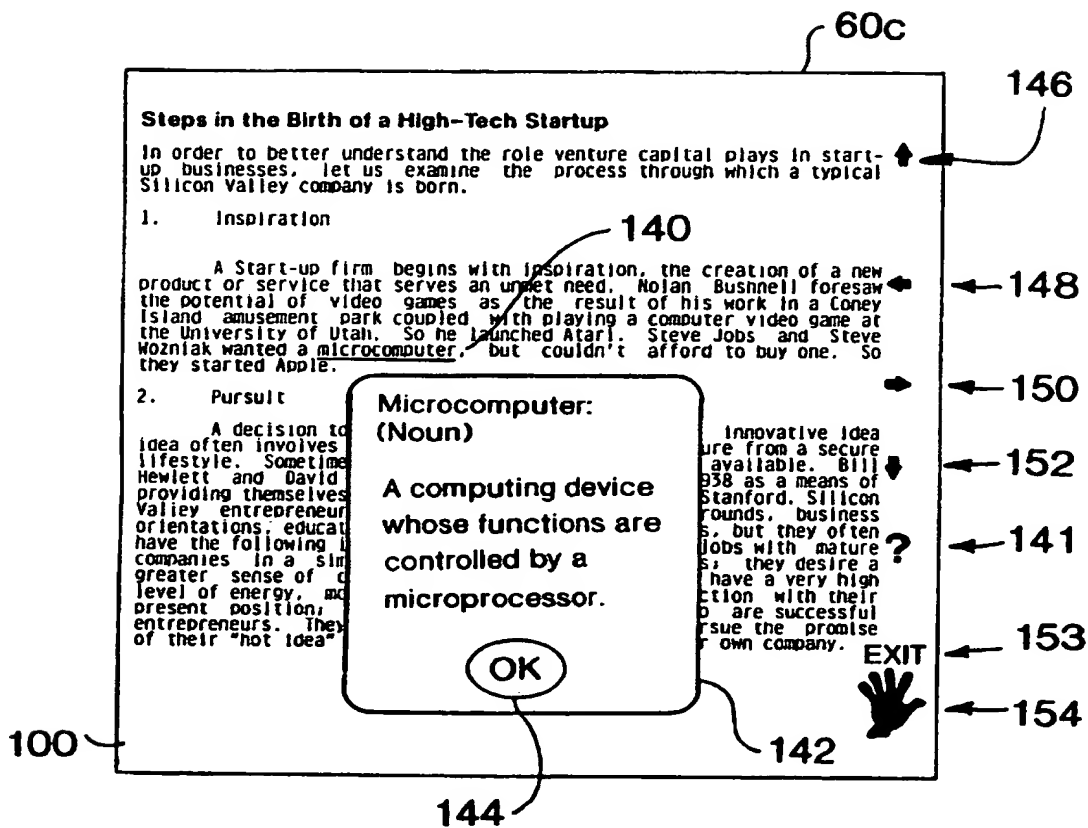 60c
146
Steps in the Birth of a High-Tech Startup
In order to better understand the role venture capital plays in start-
up businesses, let us examine the process through which a typical
Silicon Valley company is born.
1. Inspiration
140
A Start-up firm begins with inspiration, the creation of a new
product or service that serves an unmet need. Nolan Bushnell foresaw
148
the potential of video games as the result of his work in a Coney
Island amusement park coupled with playing a computer video game at
the University of Utah. So he launched Atari. Steve Jobs and Steve
Wozniak wanted a microcomputer, but couldn't afford to buy one. So
they started Apple.
150
2. Pursuit
Microcomputer:
(Noun)
A computing device
whose functions are
controlled by a
microprocessor.
OK
A decision to innovative idea
idea often involves ure from a secure
lifestyle. Sometime available. Bill
152
Hewlett and David 938 as a means of
providing themselves Stanford. Silicon
Valley entrepreneur rounds, business
orientations, educat s, but they often
have the following jobs with mature
? 141
companies in a sim s; they desire a
greater sense of have a very high
level of energy, mo ction with their
present position, are successful
entrepreneurs. They rsue the promise
of their "hot idea" r own company.
EXIT 153
154
100
142
144